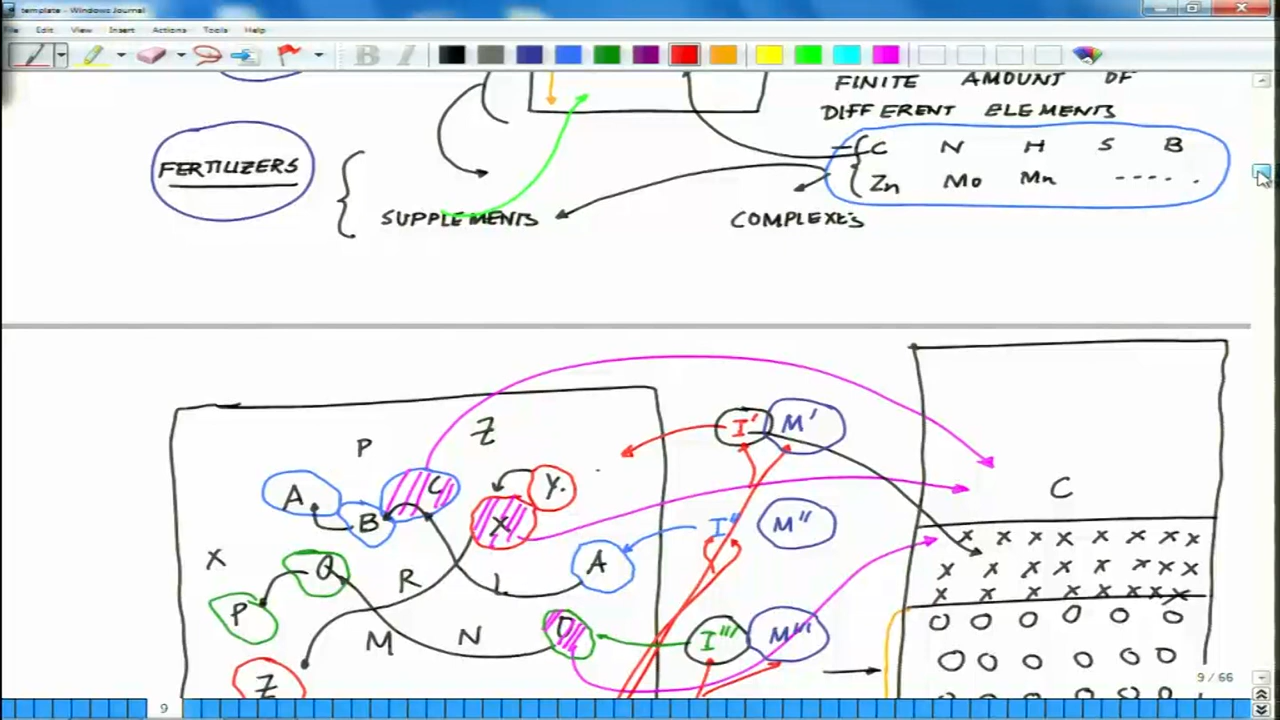 template - Windows Journal
File Edit View Insert Actions Tools Help
B I
FINITE AMOUNT OF
DIFFERENT ELEMENTS
C N H S B
Zn Mo Mn ----- .
FERTILIZERS
SUPPLEMENTS
COMPLEXES
P Z
I' M'
A B C X Y.
C
I'' M''
X Q R L A
P M N O I''' M'''
Z
x x x x x x x
x x x x x x x
x x x x x x x x
O O O O O O
O O O O O O
9 / 66
9